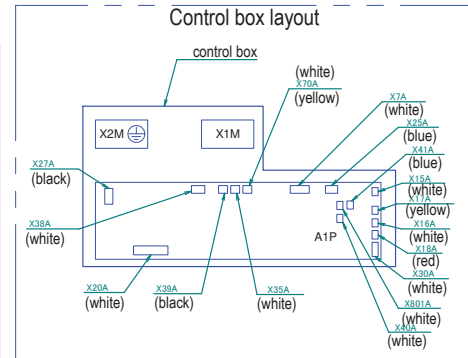 Control box layout
control box
(white)
X70A
(yellow)
X7A
(white)
X25A
(blue)
X41A
(blue)
X2M
X1M
X27A
(black)
X15A
(white)
X17A
(yellow)
X38A
(white)
X16A
(white)
A1P
X18A
(red)
X30A
(white)
X20A
(white)
X39A
(black)
X35A
(white)
X801A
(white)
X40A
(white)